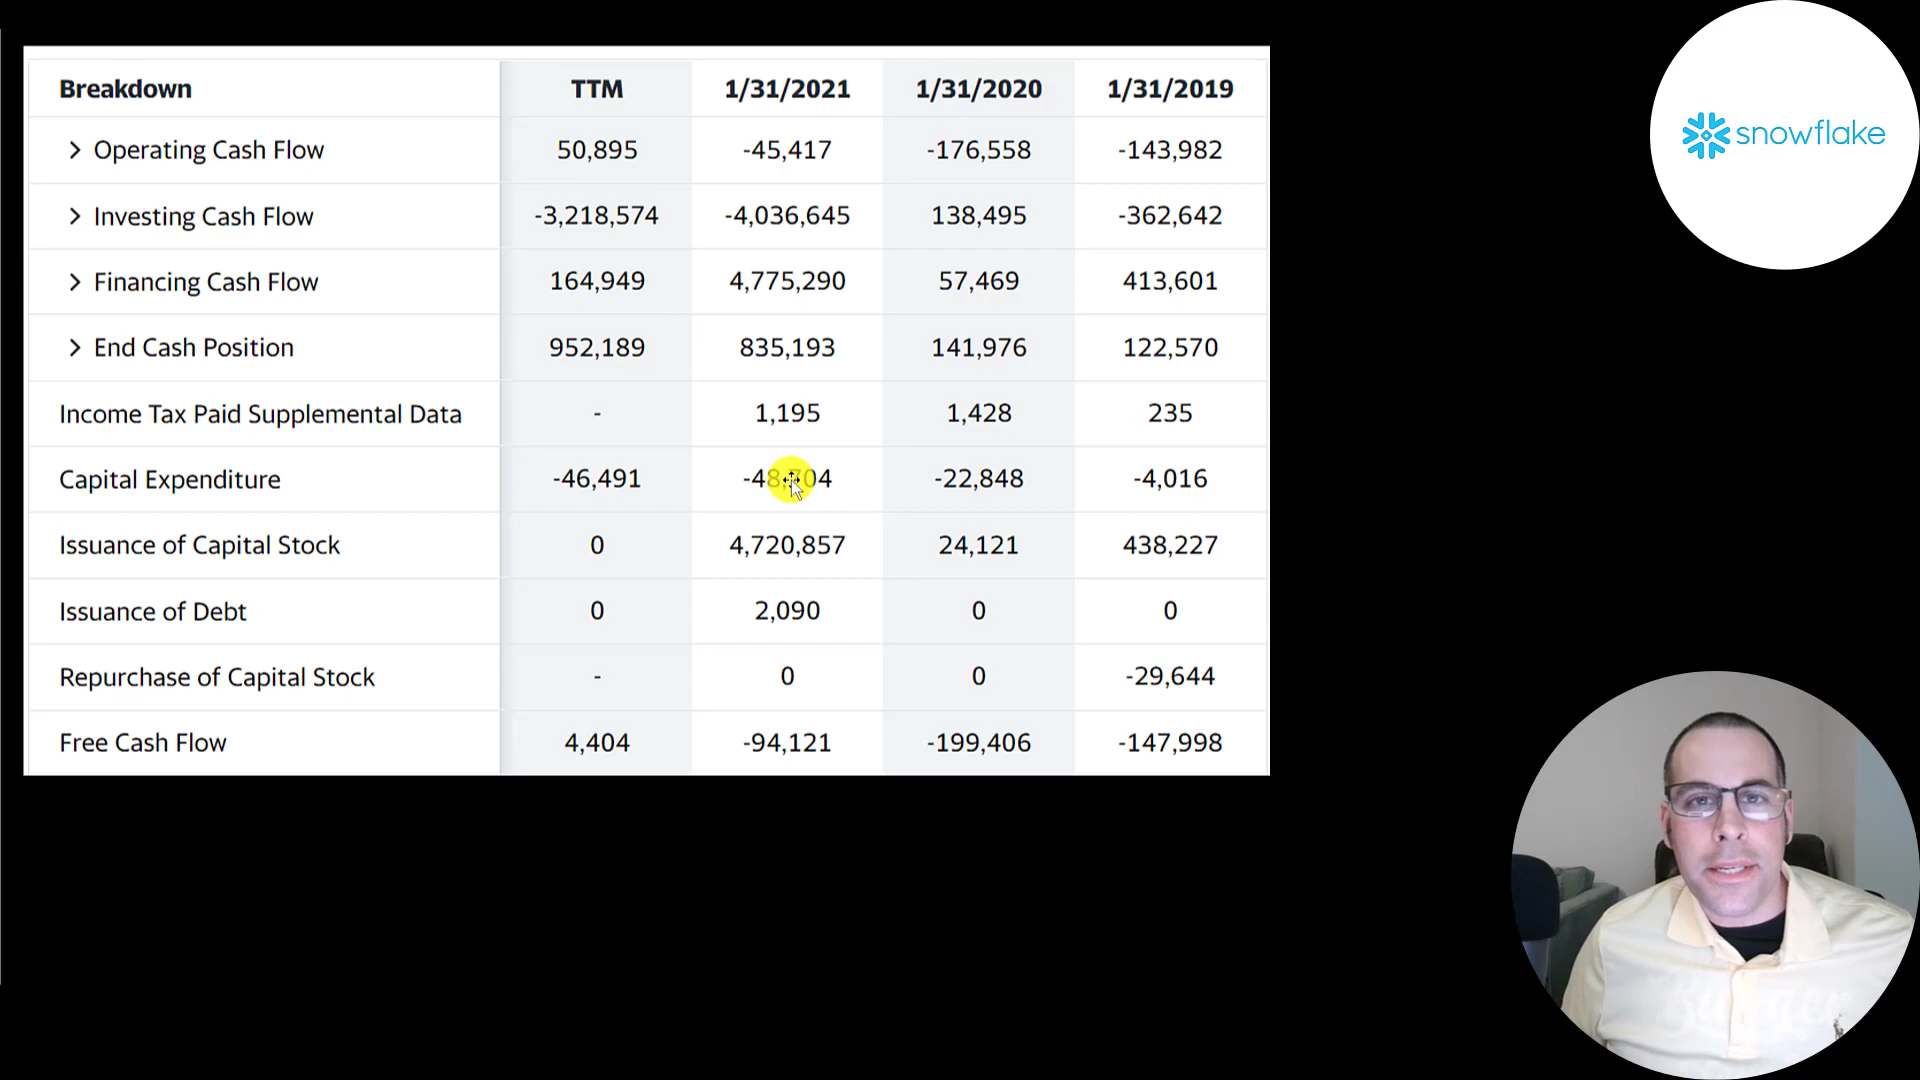 Breakdown TTM 1/31/2021 1/31/2020 1/31/2019
Operating Cash Flow 50,895 -45,417 -176,558 -143,982
Investing Cash Flow -3,218,574 -4,036,645 138,495 -362,642
Financing Cash Flow 164,949 4,775,290 57,469 413,601
End Cash Position 952,189 835,193 141,976 122,570
Income Tax Paid Supplemental Data - 1,195 1,428 235
Capital Expenditure -46,491 -48,704 -22,848 -4,016
Issuance of Capital Stock 0 4,720,857 24,121 438,227
Issuance of Debt 0 2,090 0 0
Repurchase of Capital Stock - 0 0 -29,644
Free Cash Flow 4,404 -94,121 -199,406 -147,998
snowflake